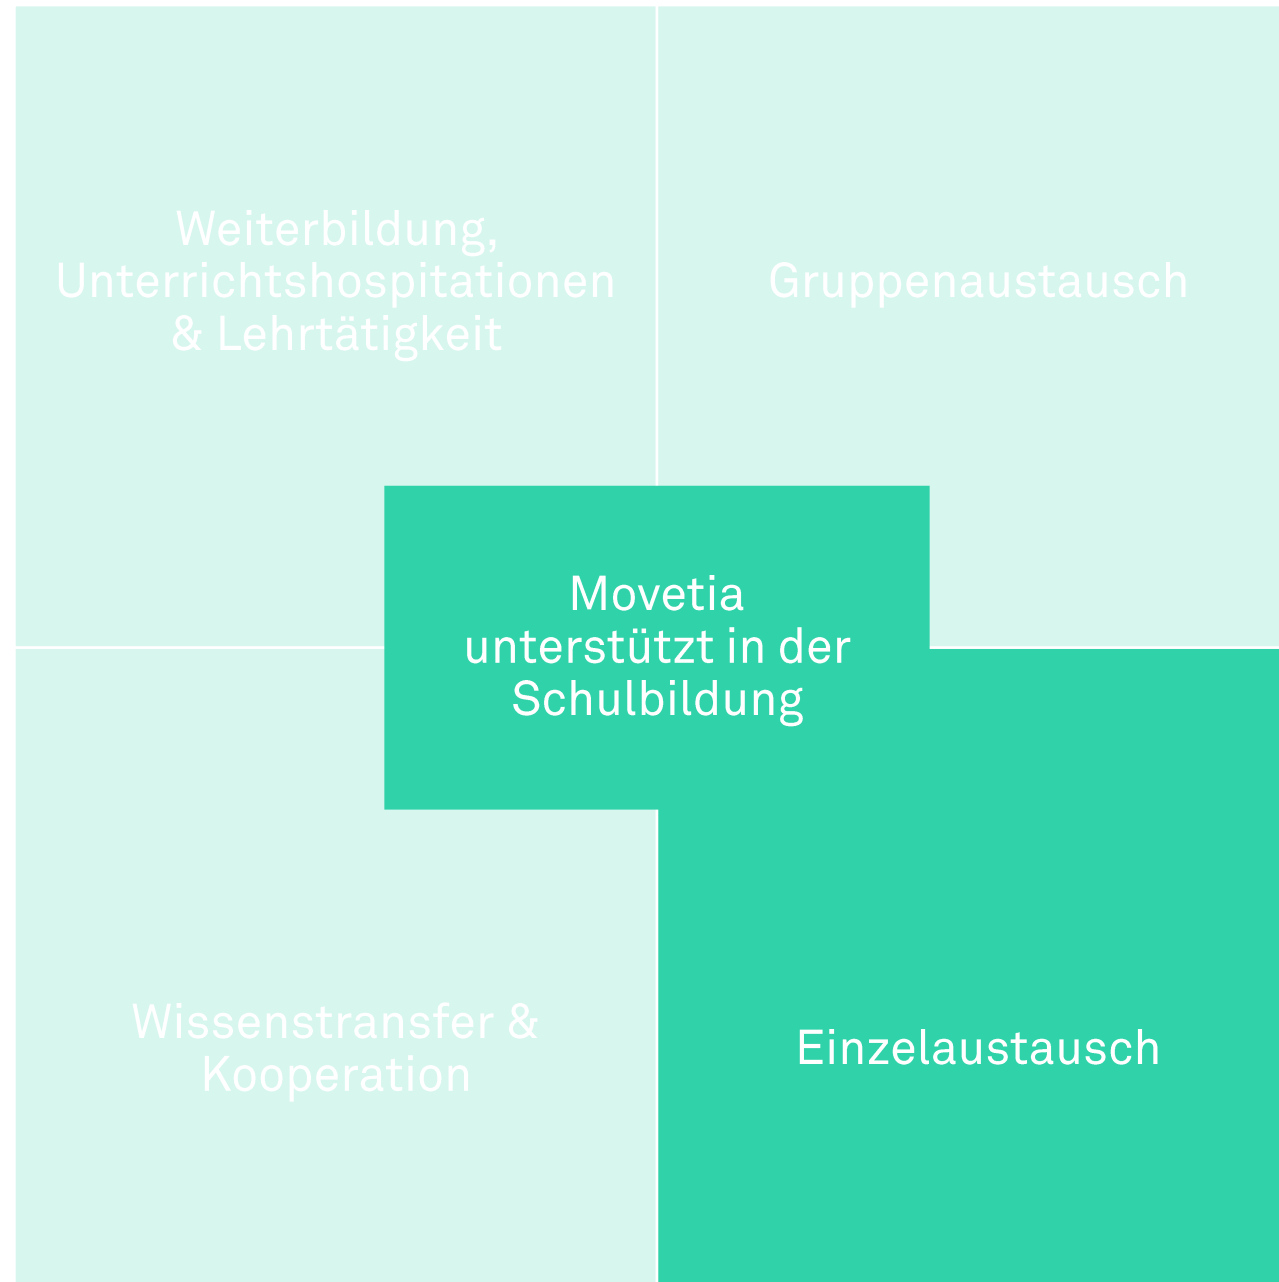 Weiterbildung,
Unterrichtshospitationen
& Lehrtätigkeit
Gruppenaustausch
Movetia
unterstützt in der
Schulbildung
Wissenstransfer &
Kooperation
Einzelaustausch